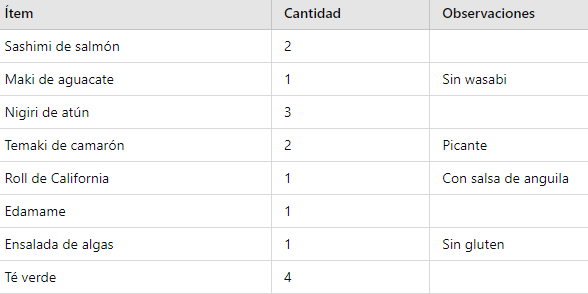 Ítem Cantidad Observaciones
Sashimi de salmón 2
Maki de aguacate 1 Sin wasabi
Nigiri de atún 3
Temaki de camarón 2 Picante
Roll de California 1 Con salsa de anguila
Edamame 1
Ensalada de algas 1 Sin gluten
Té verde 4